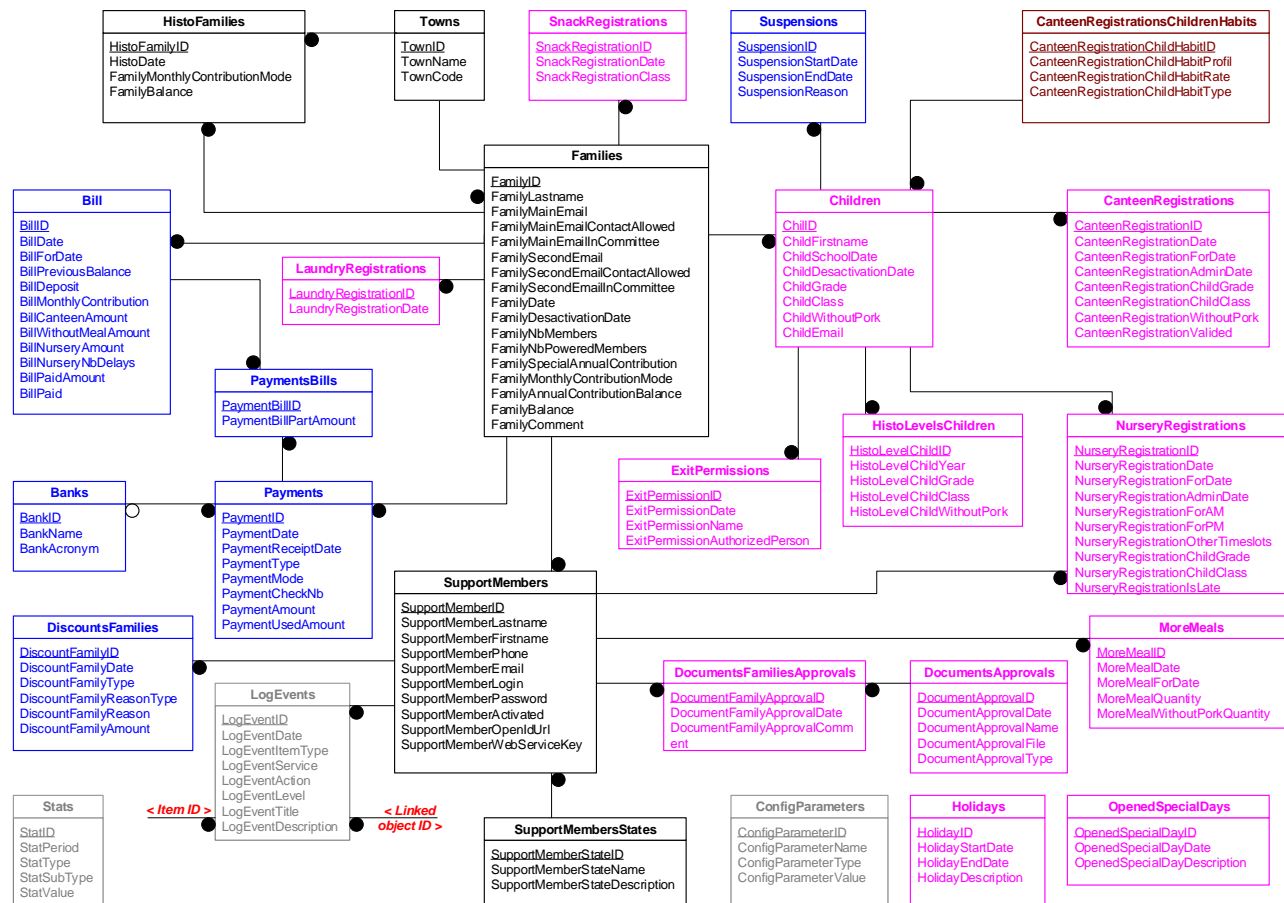 HistoFamilies
HistoFamilyID
HistoDate
FamilyMonthlyContributionMode
FamilyBalance
Towns
TownID
TownName
TownCode
SnackRegistrations
SnackRegistrationID
SnackRegistrationDate
SnackRegistrationClass
Suspensions
SuspensionID
SuspensionStartDate
SuspensionEndDate
SuspensionReason
CanteenRegistrationsChildrenHabits
CanteenRegistrationChildHabitID
CanteenRegistrationChildHabitProfil
CanteenRegistrationChildHabitRate
CanteenRegistrationChildHabitType
Families
FamilyID
FamilyLastname
FamilyMainEmail
FamilyMainEmailContactAllowed
FamilyMainEmailInCommittee
FamilySecondEmail
FamilySecondEmailContactAllowed
FamilySecondEmailInCommittee
FamilyDate
FamilyDesactivationDate
FamilyNbMembers
FamilyNbPoweredMembers
FamilySpecialAnnualContribution
FamilyMonthlyContributionMode
FamilyAnnualContributionBalance
FamilyBalance
FamilyComment
Bill
BillID
BillDate
BillForDate
BillPreviousBalance
BillDeposit
BillMonthlyContribution
BillCanteenAmount
BillWithoutMealAmount
BillNurseryAmount
BillNurseryNbDelays
BillPaidAmount
BillPaid
LaundryRegistrations
LaundryRegistrationID
LaundryRegistrationDate
Children
ChilID
ChildFirstname
ChildSchoolDate
ChildDesactivationDate
ChildGrade
ChildClass
ChildWithoutPork
ChildEmail
CanteenRegistrations
CanteenRegistrationID
CanteenRegistrationDate
CanteenRegistrationForDate
CanteenRegistrationAdminDate
CanteenRegistrationChildGrade
CanteenRegistrationChildClass
CanteenRegistrationWithoutPork
CanteenRegistrationValided
PaymentsBills
PaymentBillID
PaymentBillPartAmount
HistoLevelsChildren
HistoLevelChildID
HistoLevelChildYear
HistoLevelChildGrade
HistoLevelChildClass
HistoLevelChildWithoutPork
NurseryRegistrations
NurseryRegistrationID
NurseryRegistrationDate
NurseryRegistrationForDate
NurseryRegistrationAdminDate
NurseryRegistrationForAM
NurseryRegistrationForPM
NurseryRegistrationOtherTimeslots
NurseryRegistrationChildGrade
NurseryRegistrationChildClass
NurseryRegistrationIsLate
ExitPermissions
ExitPermissionID
ExitPermissionDate
ExitPermissionName
ExitPermissionAuthorizedPerson
Banks
BankID
BankName
BankAcronym
Payments
PaymentID
PaymentDate
PaymentReceiptDate
PaymentType
PaymentMode
PaymentCheckNb
PaymentAmount
PaymentUsedAmount
SupportMembers
SupportMemberID
SupportMemberLastname
SupportMemberFirstname
SupportMemberPhone
SupportMemberEmail
SupportMemberLogin
SupportMemberPassword
SupportMemberActivated
SupportMemberOpenIdUrl
SupportMemberWebServiceKey
DiscountsFamilies
DiscountFamilyID
DiscountFamilyDate
DiscountFamilyType
DiscountFamilyReasonType
DiscountFamilyReason
DiscountFamilyAmount
MoreMeals
MoreMealID
MoreMealDate
MoreMealForDate
MoreMealQuantity
MoreMealWithoutPorkQuantity
DocumentsFamiliesApprovals
DocumentFamilyApprovalID
DocumentFamilyApprovalDate
DocumentFamilyApprovalComm
ent
DocumentsApprovals
DocumentApprovalID
DocumentApprovalDate
DocumentApprovalName
DocumentApprovalFile
DocumentApprovalType
LogEvents
LogEventID
LogEventDate
LogEventItemType
LogEventService
LogEventAction
LogEventLevel
LogEventTitle
LogEventDescription
< Item ID >
< Linked
object ID >
Stats
StatID
StatPeriod
StatType
StatSubType
StatValue
SupportMembersStates
SupportMemberStateID
SupportMemberStateName
SupportMemberStateDescription
ConfigParameters
ConfigParameterID
ConfigParameterName
ConfigParameterType
ConfigParameterValue
Holidays
HolidayID
HolidayStartDate
HolidayEndDate
HolidayDescription
OpenedSpecialDays
OpenedSpecialDayID
OpenedSpecialDayDate
OpenedSpecialDayDescription